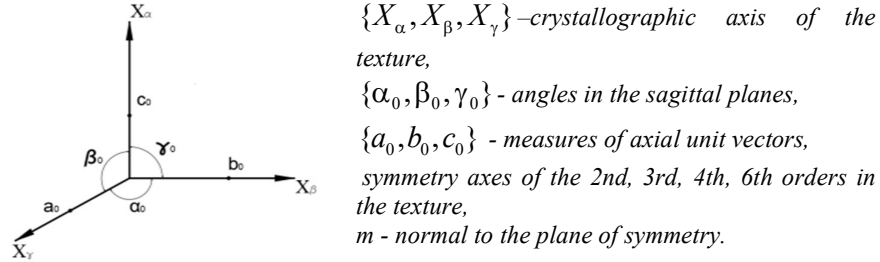 Xα
c₀
β₀
γ₀
b₀
Xβ
a₀
α₀
Xγ
{Xα, Xβ, Xγ} –crystallographic axis of the
texture,
{α₀, β₀, γ₀} - angles in the sagittal planes,
{a₀, b₀, c₀} - measures of axial unit vectors,
symmetry axes of the 2nd, 3rd, 4th, 6th orders in
the texture,
m - normal to the plane of symmetry.